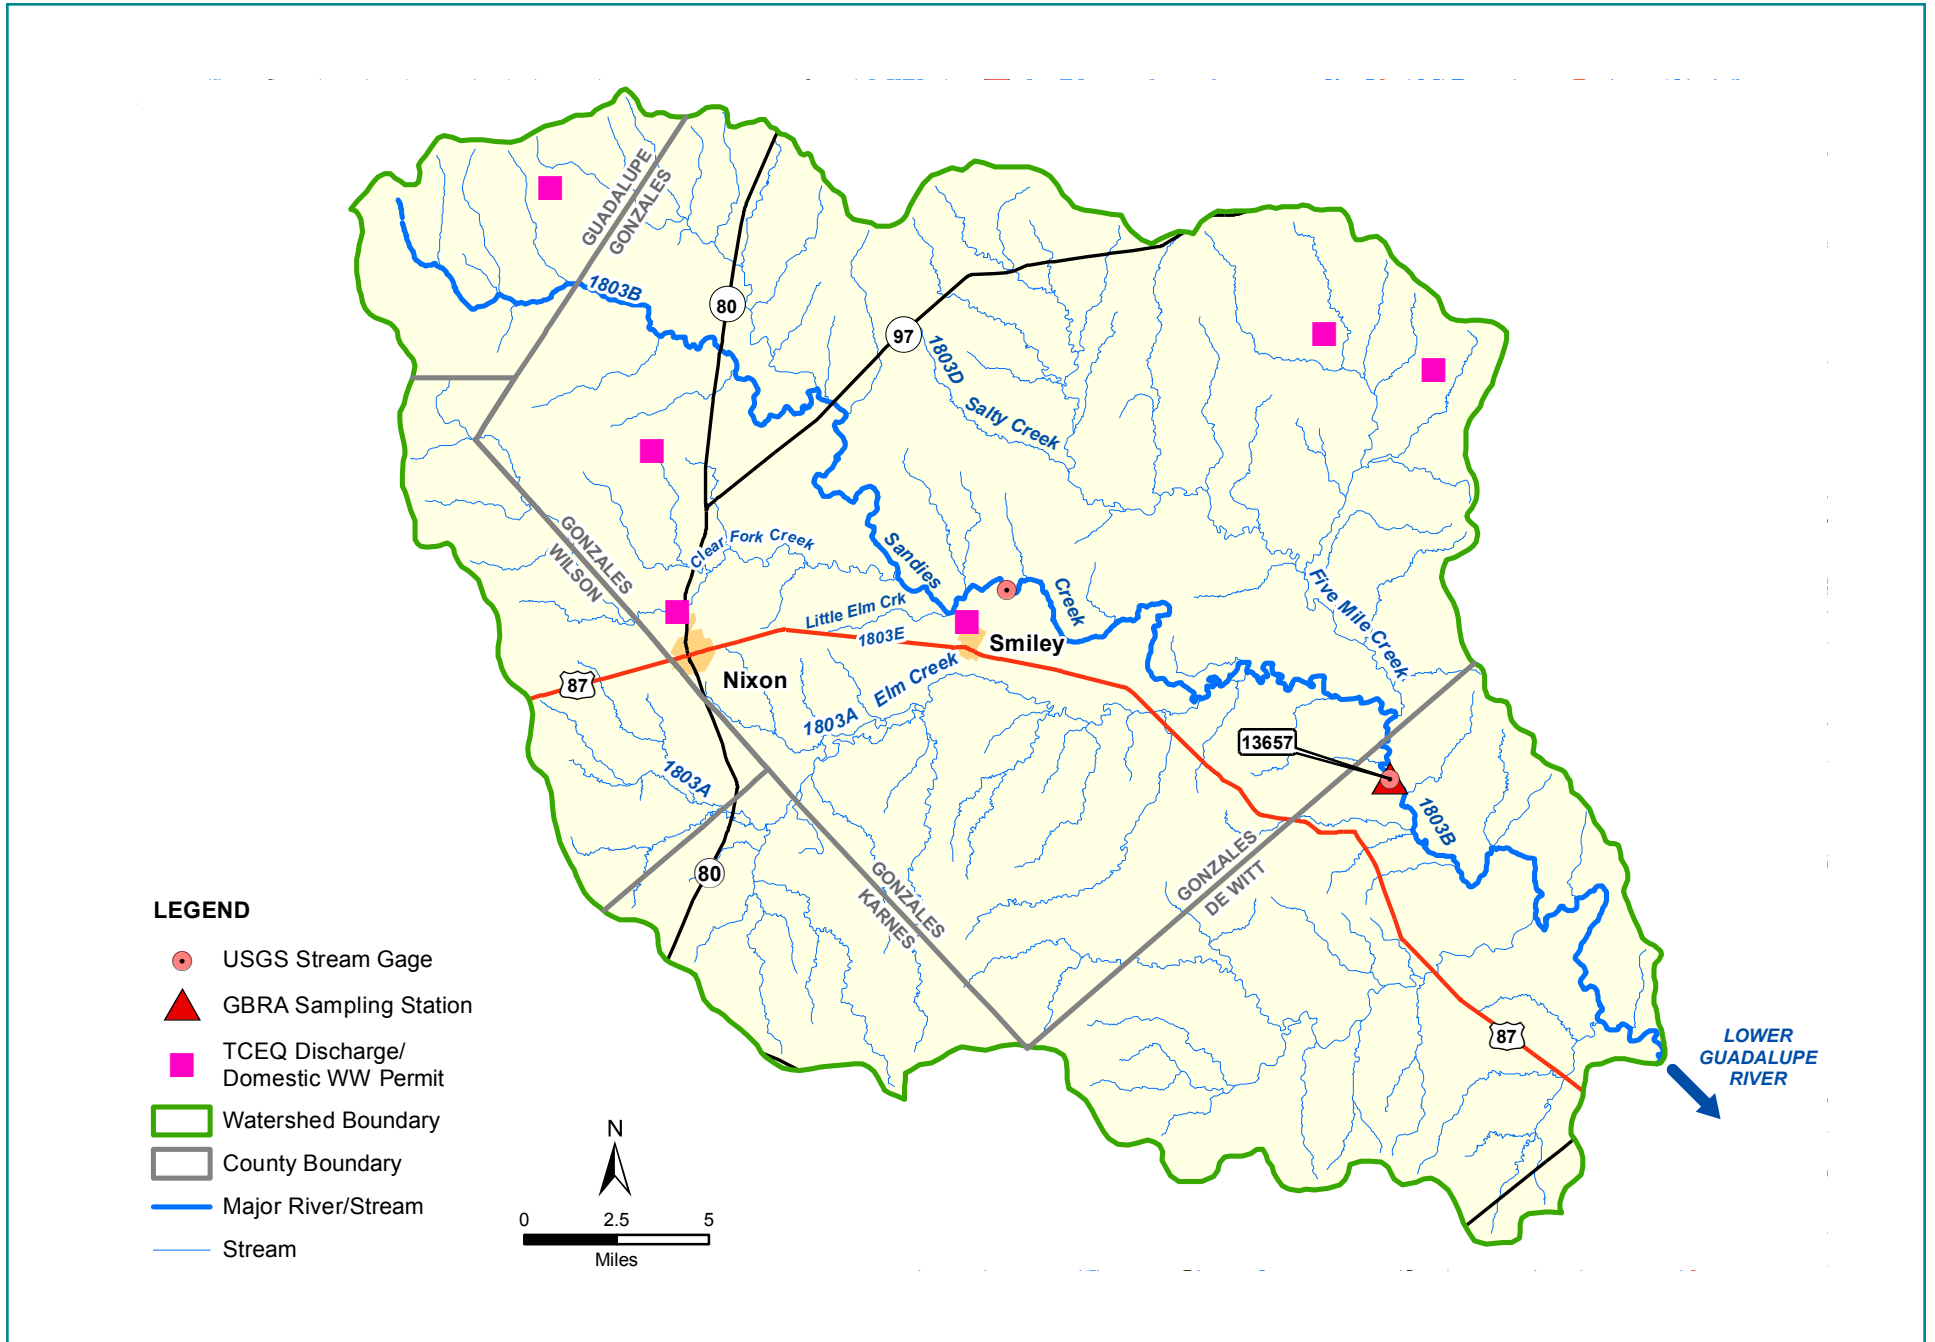 GUADALUPE
GONZALES
1803B
80
97
1803D
Salty Creek
GONZALES
WILSON
Clear Fork Creek
Sandies
Creek
Five Mile Creek
Little Elm Crk
1803E
Smiley
87
Nixon
Elm Creek
1803A
1803A
13657
1803B
80
GONZALES
KARNES
GONZALES
DE WITT
87
LOWER
GUADALUPE
RIVER
LEGEND
USGS Stream Gage
GBRA Sampling Station
TCEQ Discharge/
Domestic WW Permit
Watershed Boundary
County Boundary
Major River/Stream
Stream
N
0 2.5 5
Miles